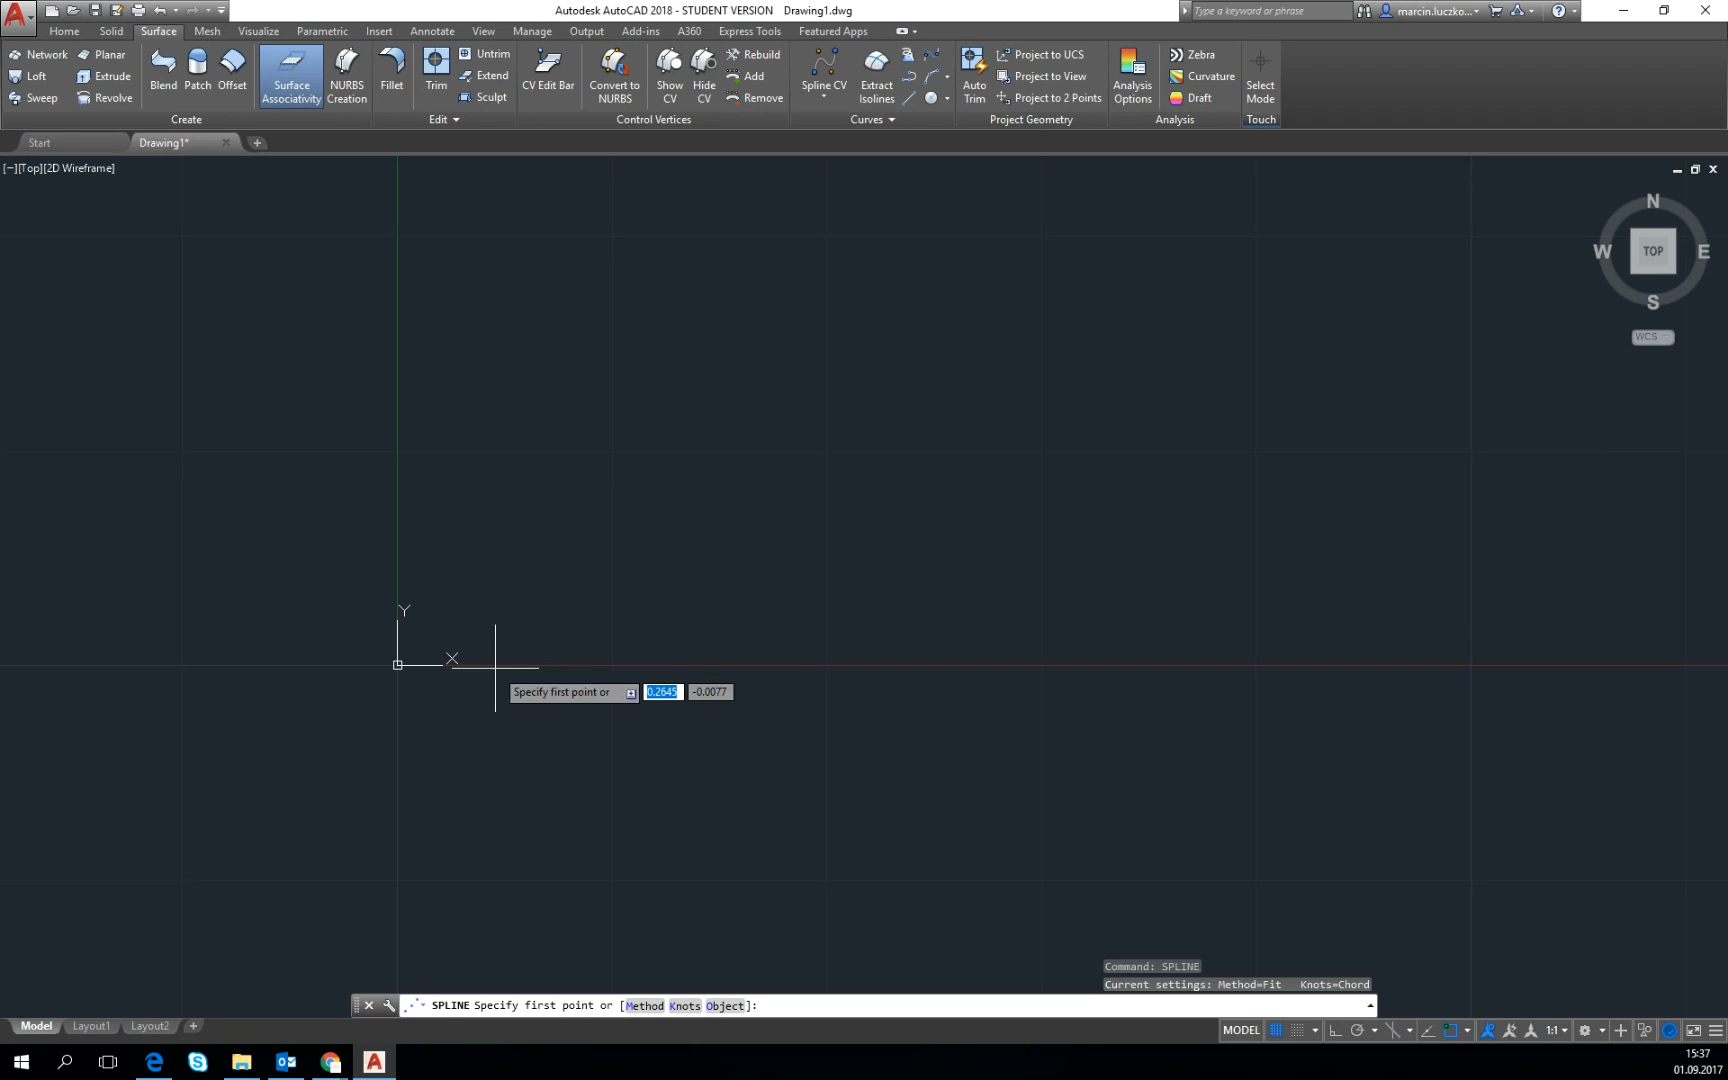 Autodesk AutoCAD 2018 - STUDENT VERSION Drawing1.dwg
Type a keyword or phrase
marcin.luczko...
Home Solid Surface Mesh Visualize Parametric Insert Annotate View Manage Output Add-ins A360 Express Tools Featured Apps
Network Planar
Loft Extrude
Sweep Revolve
Blend Patch Offset
Surface
Associativity
NURBS
Creation
Create
Fillet Trim
Untrim
Extend
Sculpt
Edit
CV Edit Bar
Convert to
NURBS
Show
CV
Hide
CV
Rebuild
Add
Remove
Control Vertices
Spline CV
Extract
Isolines
Curves
Auto
Trim
Project to UCS
Project to View
Project to 2 Points
Project Geometry
Analysis
Options
Zebra
Curvature
Draft
Analysis
Select
Mode
Touch
Start Drawing1*
[−][Top][2D Wireframe]
N
W TOP E
S
WCS
Y
X
Specify first point or 0.2645 -0.0077
Command: SPLINE
Current settings: Method=Fit Knots=Chord
SPLINE Specify first point or [Method Knots Object]:
Model Layout1 Layout2
MODEL 1:1
15:37
01.09.2017